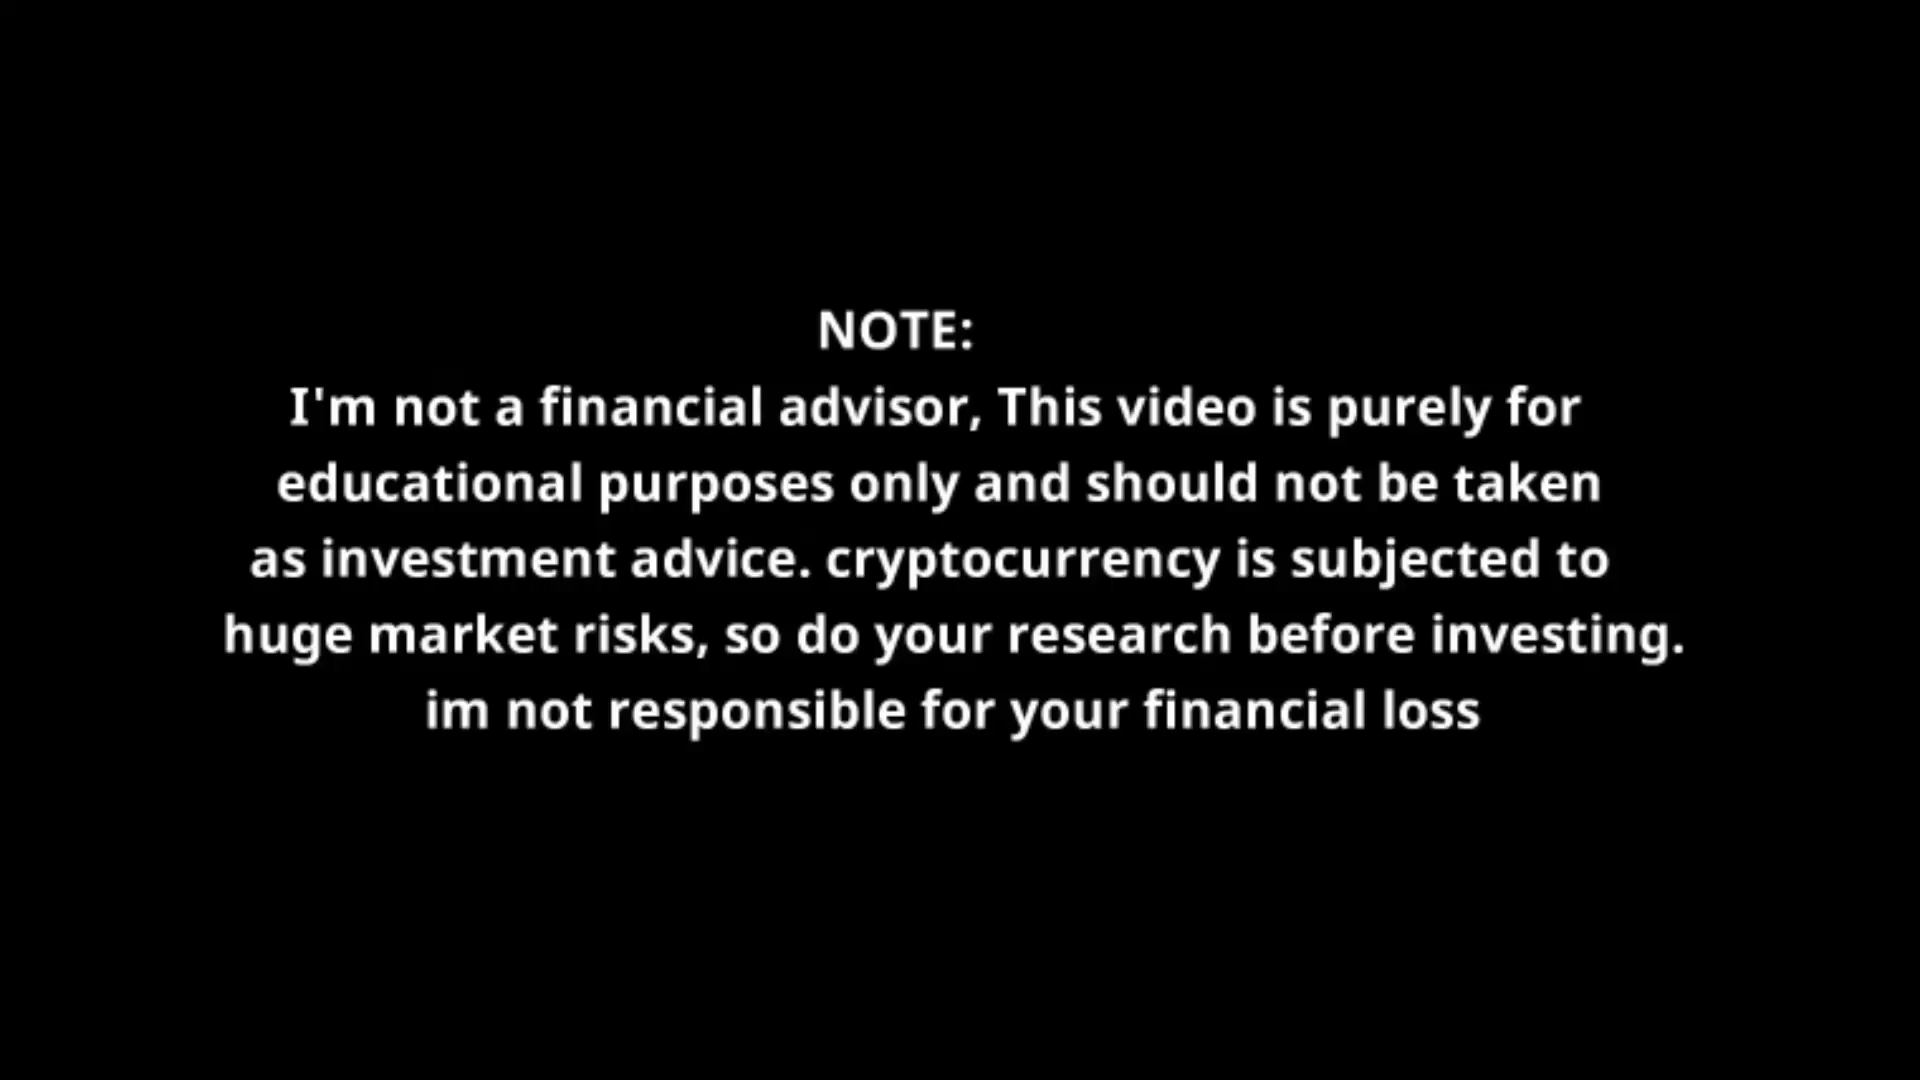 NOTE:
I'm not a financial advisor, This video is purely for
educational purposes only and should not be taken
as investment advice. cryptocurrency is subjected to
huge market risks, so do your research before investing.
im not responsible for your financial loss